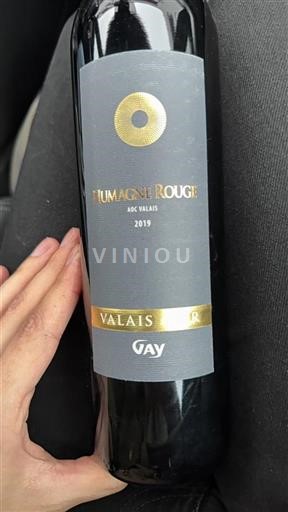 HUMAGNE ROUGE
AOC VALAIS
2019
VINIOU
VALAIS
GAY